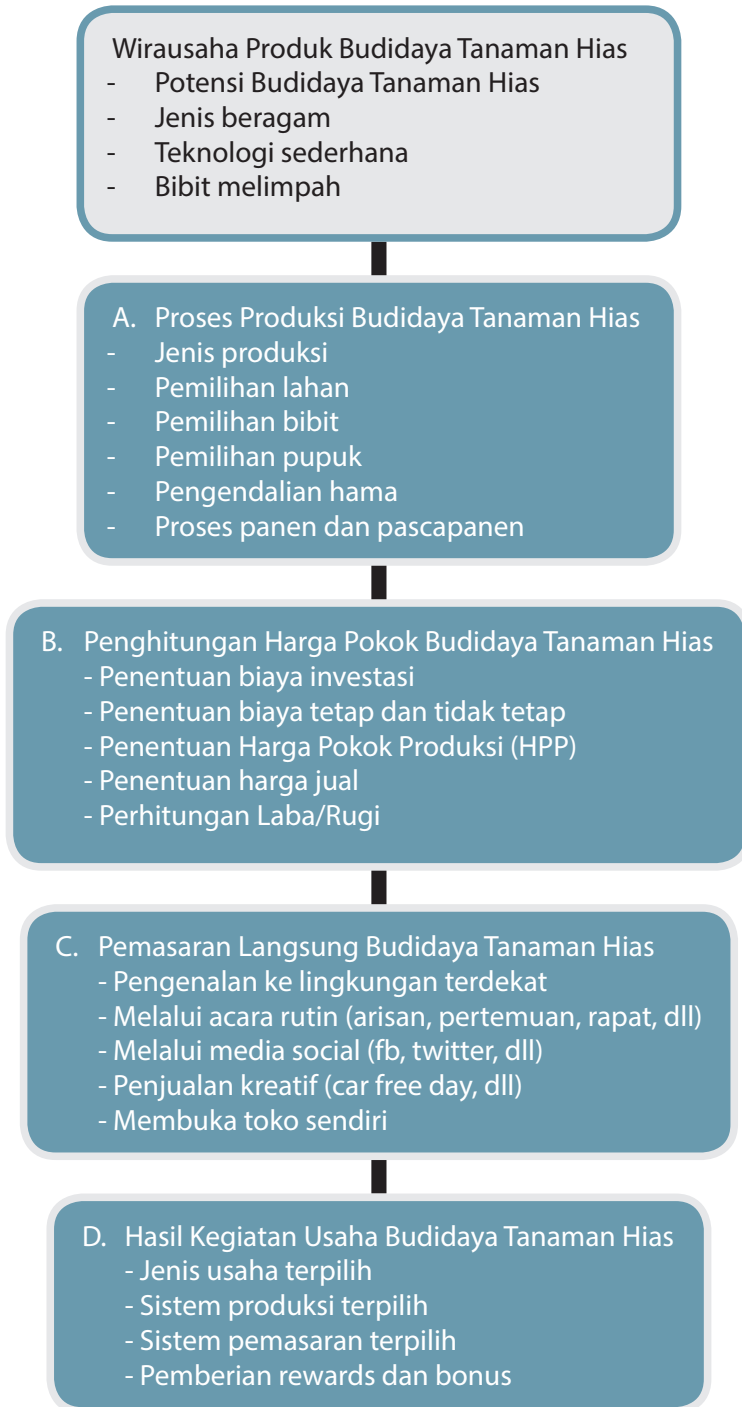 Wirausaha Produk Budidaya Tanaman Hias
- Potensi Budidaya Tanaman Hias
- Jenis beragam
- Teknologi sederhana
- Bibit melimpah
A. Proses Produksi Budidaya Tanaman Hias
- Jenis produksi
- Pemilihan lahan
- Pemilihan bibit
- Pemilihan pupuk
- Pengendalian hama
- Proses panen dan pascapanen
B. Penghitungan Harga Pokok Budidaya Tanaman Hias
- Penentuan biaya investasi
- Penentuan biaya tetap dan tidak tetap
- Penentuan Harga Pokok Produksi (HPP)
- Penentuan harga jual
- Perhitungan Laba/Rugi
C. Pemasaran Langsung Budidaya Tanaman Hias
- Pengenalan ke lingkungan terdekat
- Melalui acara rutin (arisan, pertemuan, rapat, dll)
- Melalui media social (fb, twitter, dll)
- Penjualan kreatif (car free day, dll)
- Membuka toko sendiri
D. Hasil Kegiatan Usaha Budidaya Tanaman Hias
- Jenis usaha terpilih
- Sistem produksi terpilih
- Sistem pemasaran terpilih
- Pemberian rewards dan bonus